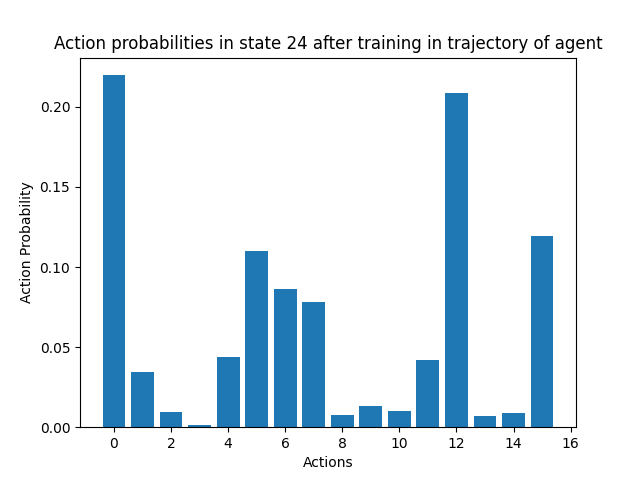 Action probabilities in state 24 after training in trajectory of agent
0.20
0.15
0.10
0.05
0.00
Action Probability
0 2 4 6 8 10 12 14 16
Actions